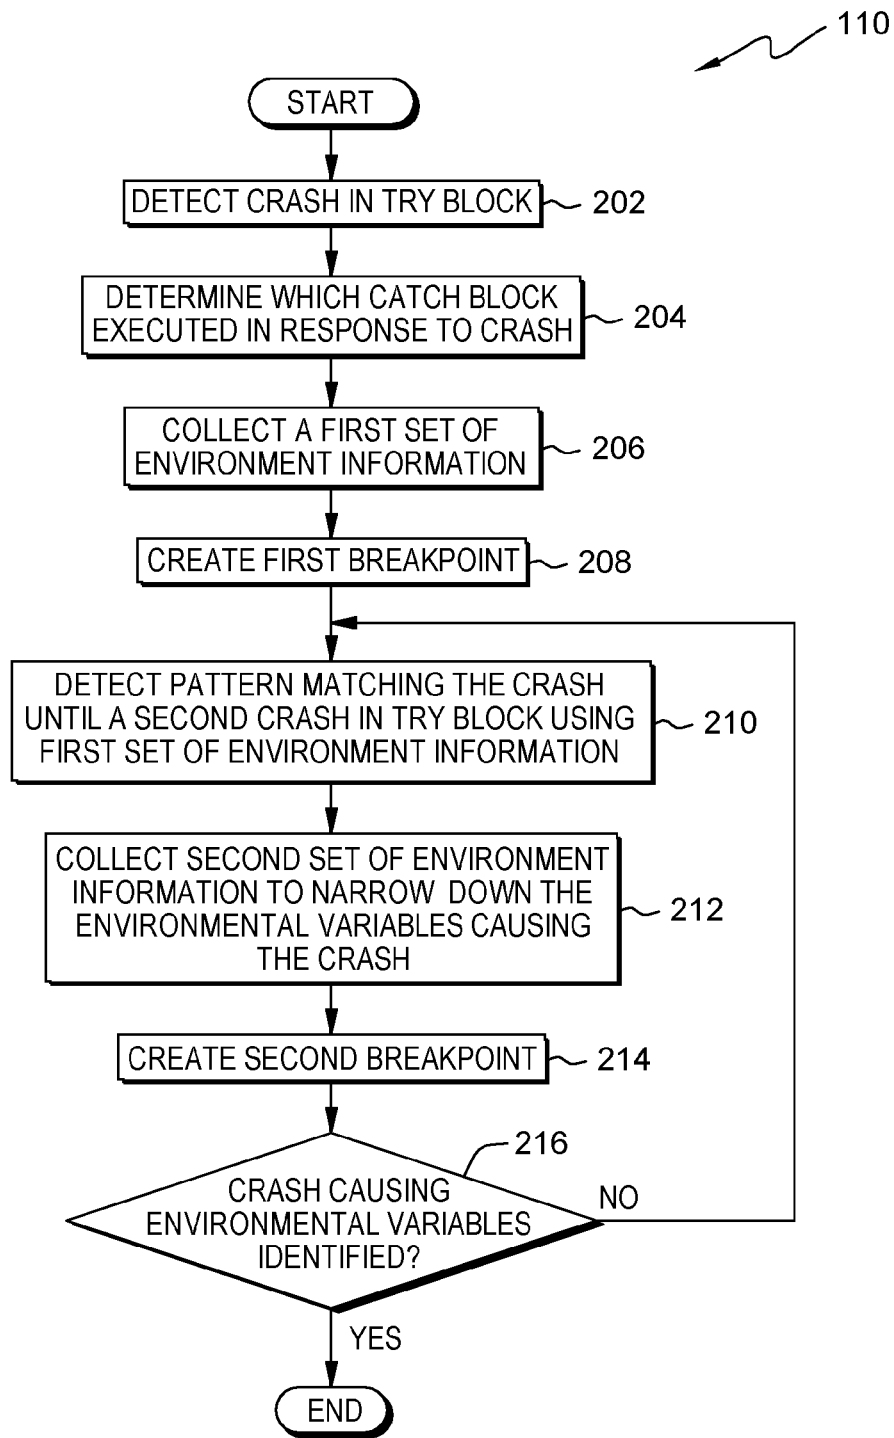 110
START
DETECT CRASH IN TRY BLOCK
202
DETERMINE WHICH CATCH BLOCK
EXECUTED IN RESPONSE TO CRASH
204
COLLECT A FIRST SET OF
ENVIRONMENT INFORMATION
206
CREATE FIRST BREAKPOINT
208
DETECT PATTERN MATCHING THE CRASH
UNTIL A SECOND CRASH IN TRY BLOCK USING
FIRST SET OF ENVIRONMENT INFORMATION
210
COLLECT SECOND SET OF ENVIRONMENT
INFORMATION TO NARROW DOWN THE
ENVIRONMENTAL VARIABLES CAUSING
THE CRASH
212
CREATE SECOND BREAKPOINT
214
216
CRASH CAUSING
ENVIRONMENTAL VARIABLES
IDENTIFIED?
NO
YES
END